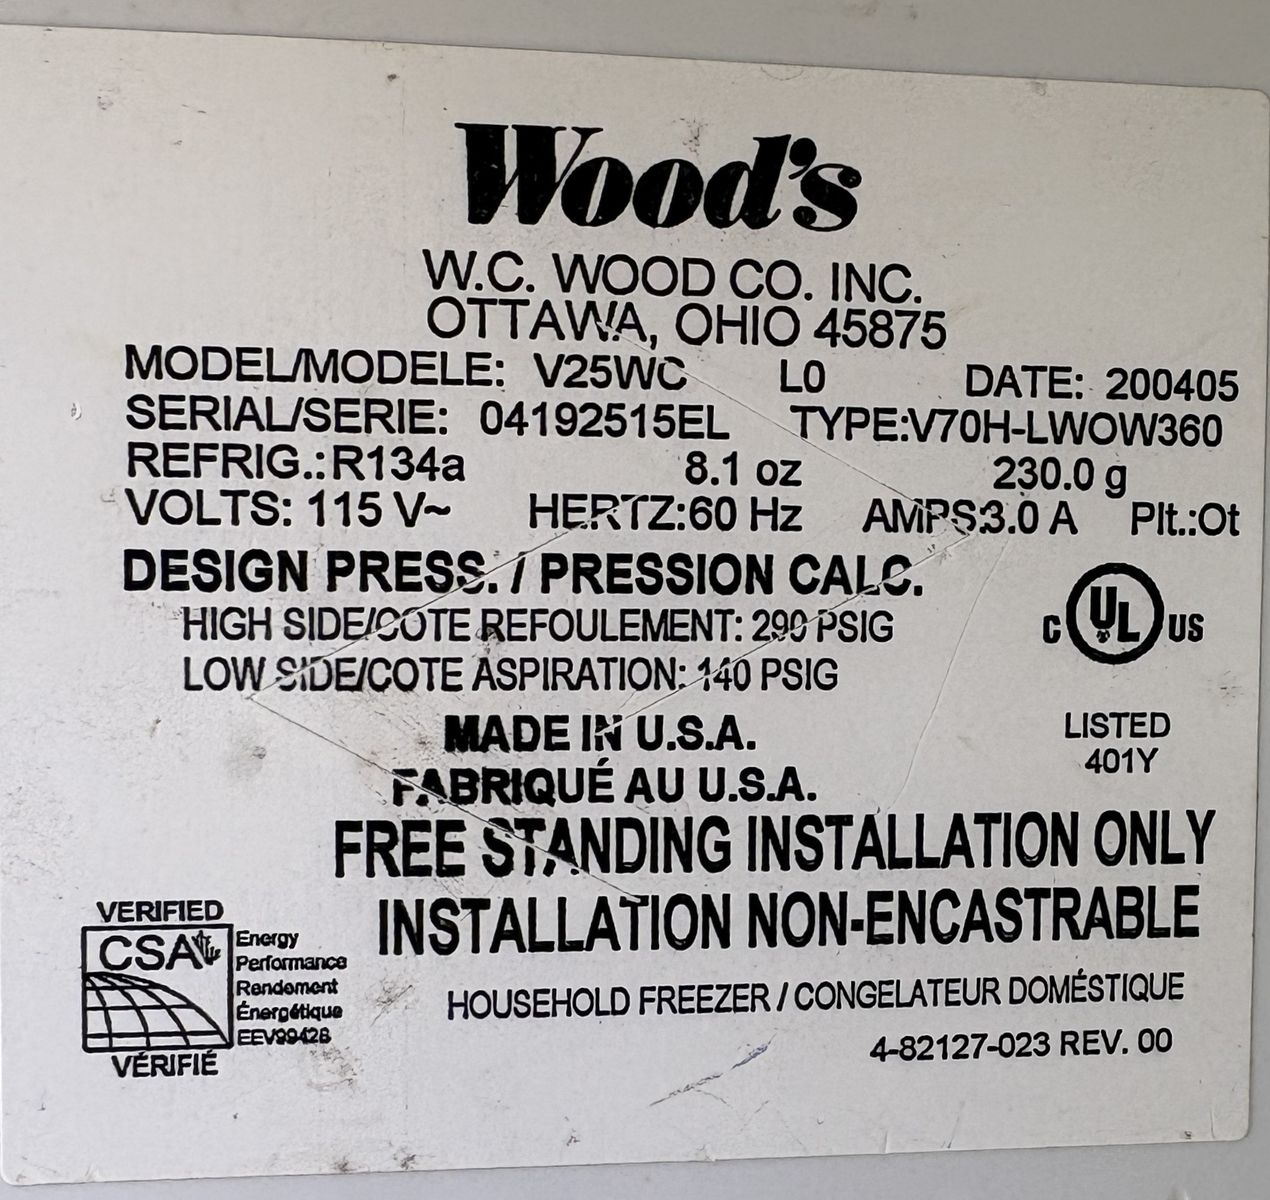 Wood's
W.C. WOOD CO. INC.
OTTAWA, OHIO 45875
MODEL/MODELE: V25WC L0 DATE: 200405
SERIAL/SERIE: 04192515EL TYPE:V70H-LWOW360
REFRIG.:R134a 8.1 oz 230.0 g
VOLTS: 115 V~ HERTZ:60 Hz AMPS:3.0 A Plt.:Ot
DESIGN PRESS. / PRESSION CALC.
HIGH SIDE/COTE REFOULEMENT: 290 PSIG
LOW SIDE/COTE ASPIRATION: 140 PSIG
C UL US
MADE IN U.S.A.
FABRIQUÉ AU U.S.A.
LISTED
401Y
FREE STANDING INSTALLATION ONLY
INSTALLATION NON-ENCASTRABLE
VERIFIED
CSA
Energy
Performance
Rendement
Énergétique
EEV99428
VÉRIFIÉ
HOUSEHOLD FREEZER / CONGELATEUR DOMÉSTIQUE
4-82127-023 REV. 00